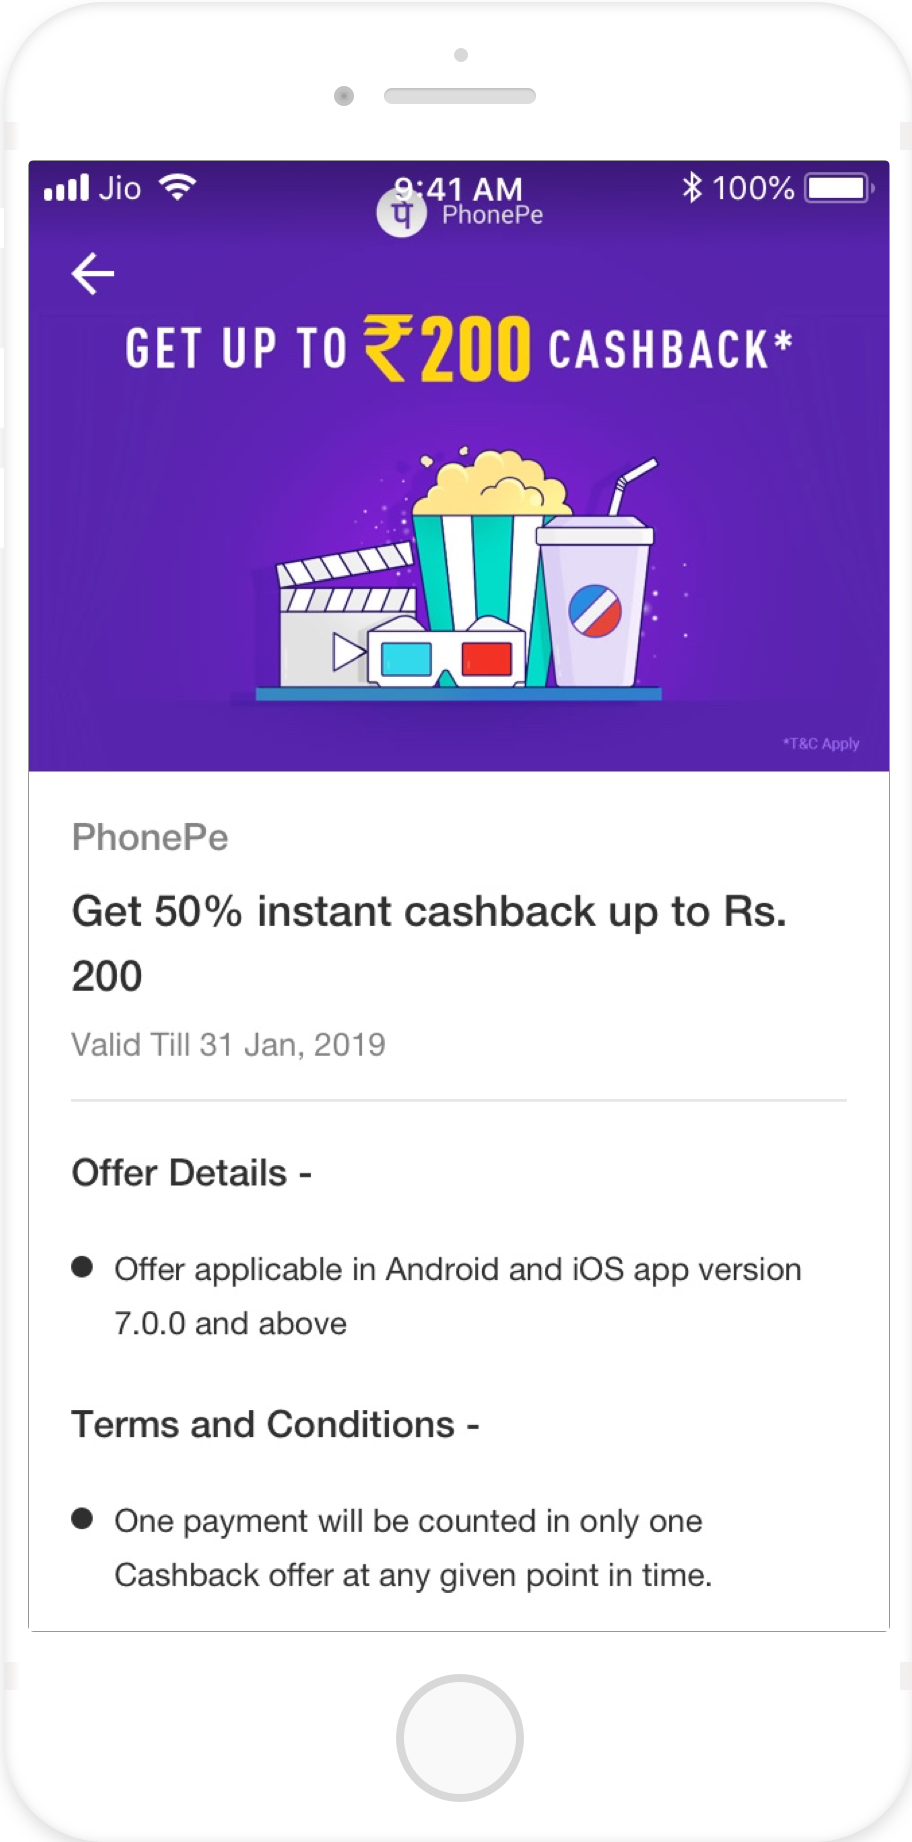 Jio 9:41 AM 100%
पे PhonePe
GET UP TO ₹200 CASHBACK*
*T&C Apply
PhonePe
Get 50% instant cashback up to Rs.
200
Valid Till 31 Jan, 2019
Offer Details -
● Offer applicable in Android and iOS app version
7.0.0 and above
Terms and Conditions -
● One payment will be counted in only one
Cashback offer at any given point in time.